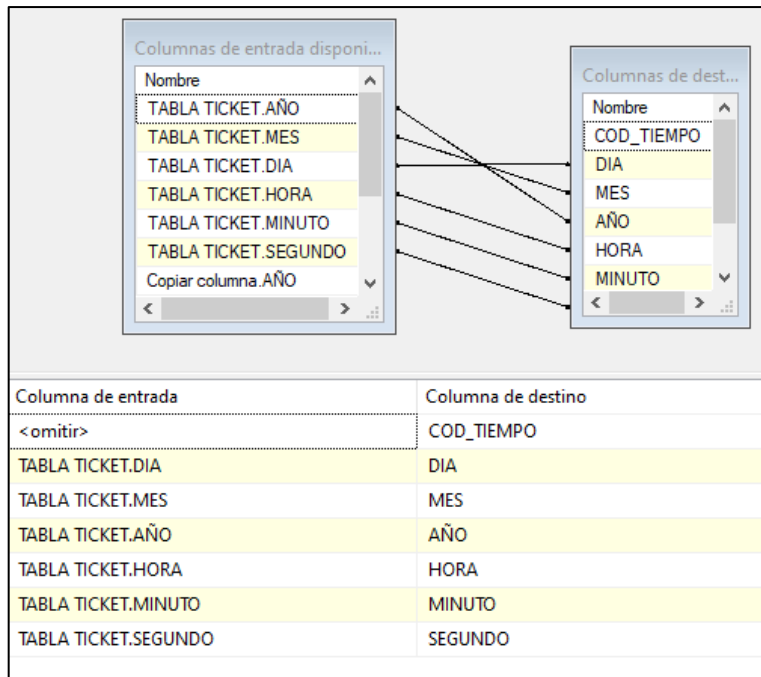 Columnas de entrada disponi...
Nombre
TABLA TICKET.AÑO
TABLA TICKET.MES
TABLA TICKET.DIA
TABLA TICKET.HORA
TABLA TICKET.MINUTO
TABLA TICKET.SEGUNDO
Copiar columna.AÑO
Columnas de dest...
Nombre
COD_TIEMPO
DIA
MES
AÑO
HORA
MINUTO
Columna de entrada Columna de destino
<omitir> COD_TIEMPO
TABLA TICKET.DIA DIA
TABLA TICKET.MES MES
TABLA TICKET.AÑO AÑO
TABLA TICKET.HORA HORA
TABLA TICKET.MINUTO MINUTO
TABLA TICKET.SEGUNDO SEGUNDO